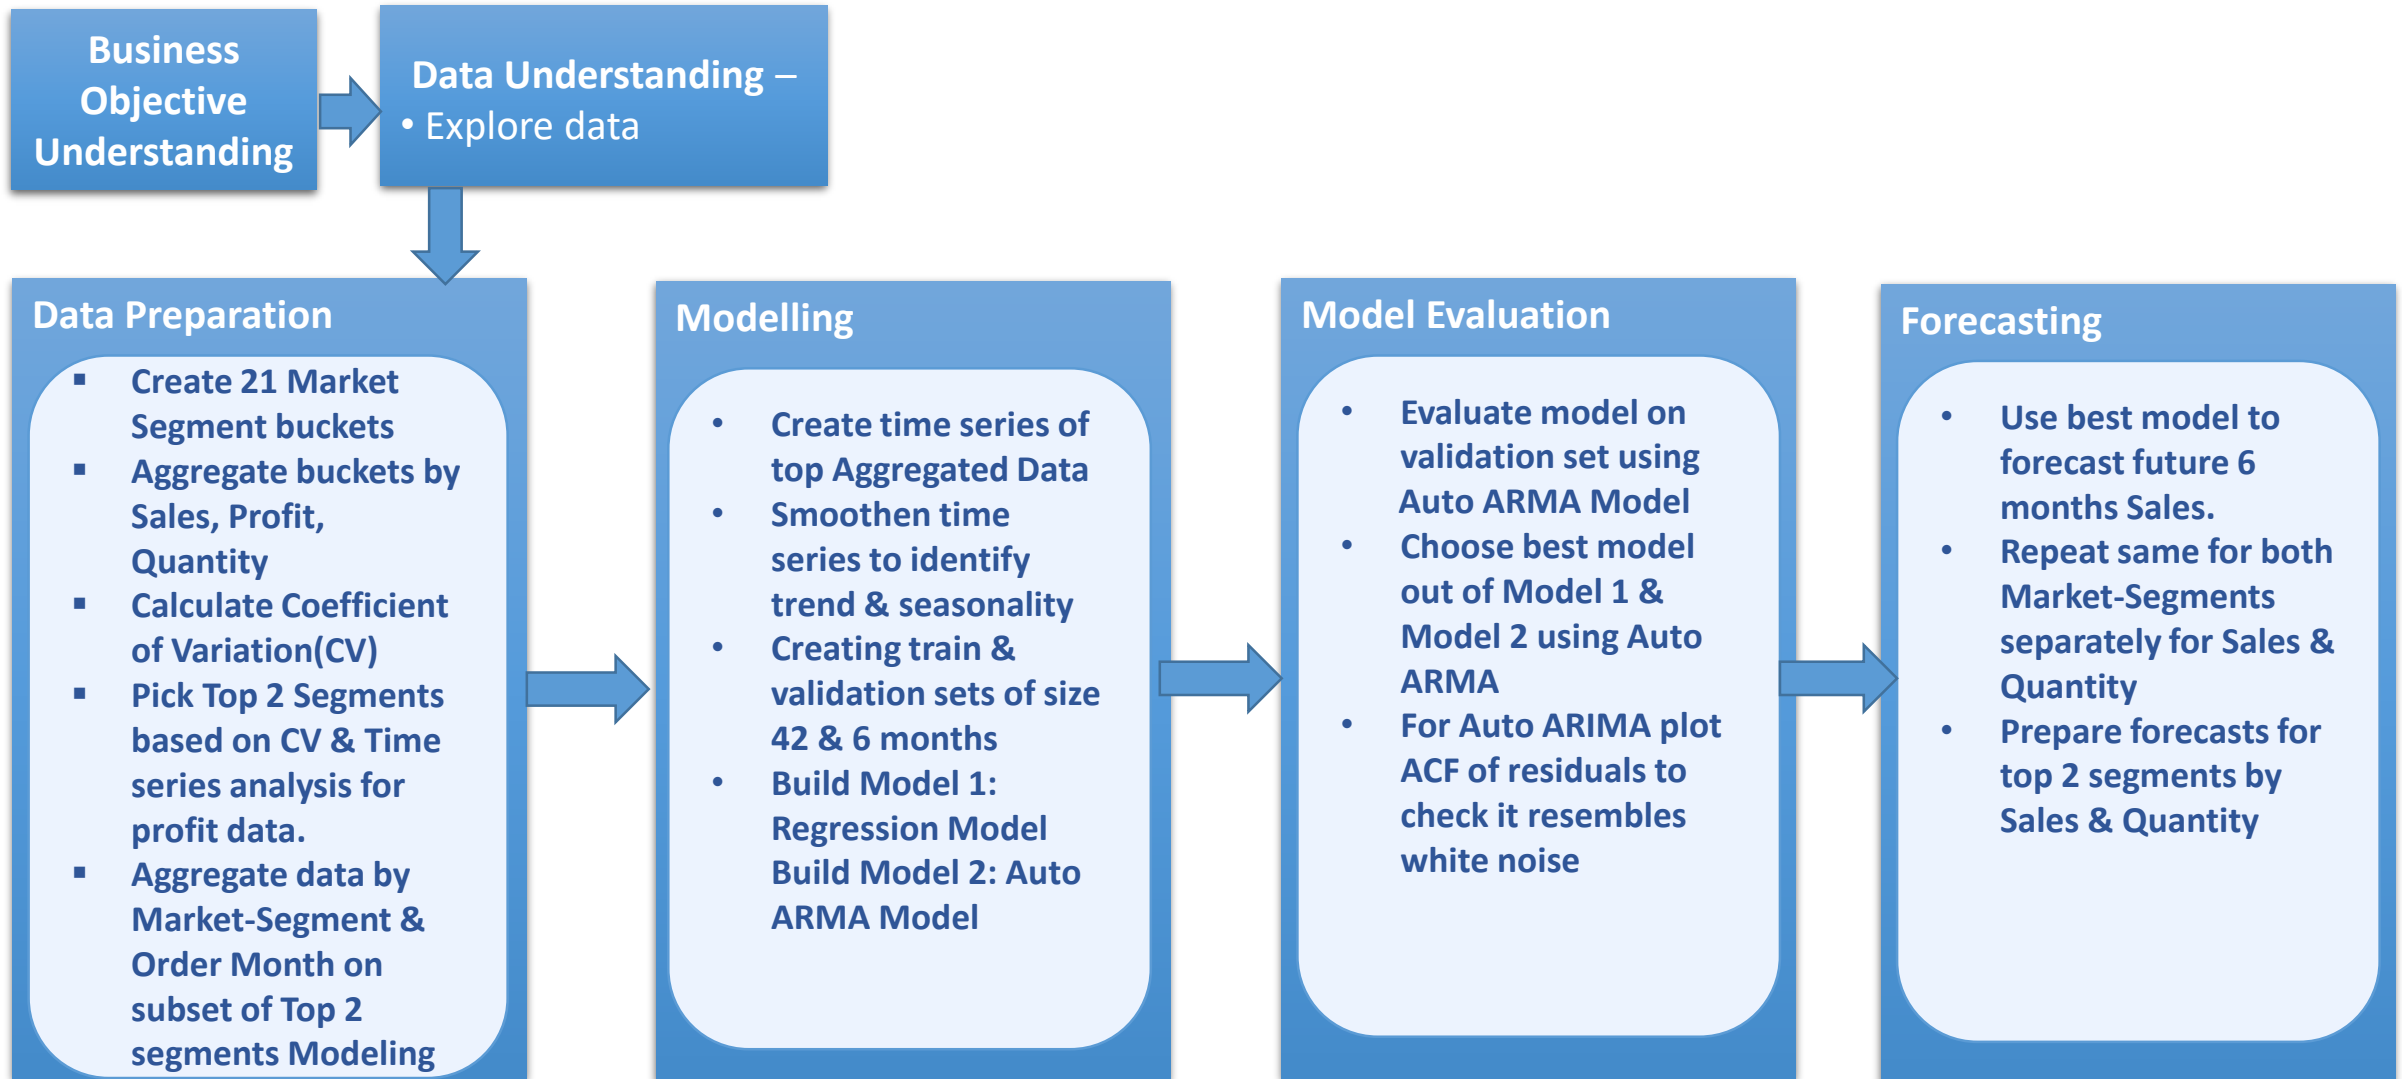 Business
Objective
Understanding
Data Understanding –
• Explore data
Data Preparation
▪ Create 21 Market
Segment buckets
▪ Aggregate buckets by
Sales, Profit,
Quantity
▪ Calculate Coefficient
of Variation(CV)
▪ Pick Top 2 Segments
based on CV & Time
series analysis for
profit data.
▪ Aggregate data by
Market-Segment &
Order Month on
subset of Top 2
segments Modeling
Modelling
• Create time series of
top Aggregated Data
• Smoothen time
series to identify
trend & seasonality
• Creating train &
validation sets of size
42 & 6 months
• Build Model 1:
Regression Model
Build Model 2: Auto
ARMA Model
Model Evaluation
• Evaluate model on
validation set using
Auto ARMA Model
• Choose best model
out of Model 1 &
Model 2 using Auto
ARMA
• For Auto ARIMA plot
ACF of residuals to
check it resembles
white noise
Forecasting
• Use best model to
forecast future 6
months Sales.
• Repeat same for both
Market-Segments
separately for Sales &
Quantity
• Prepare forecasts for
top 2 segments by
Sales & Quantity